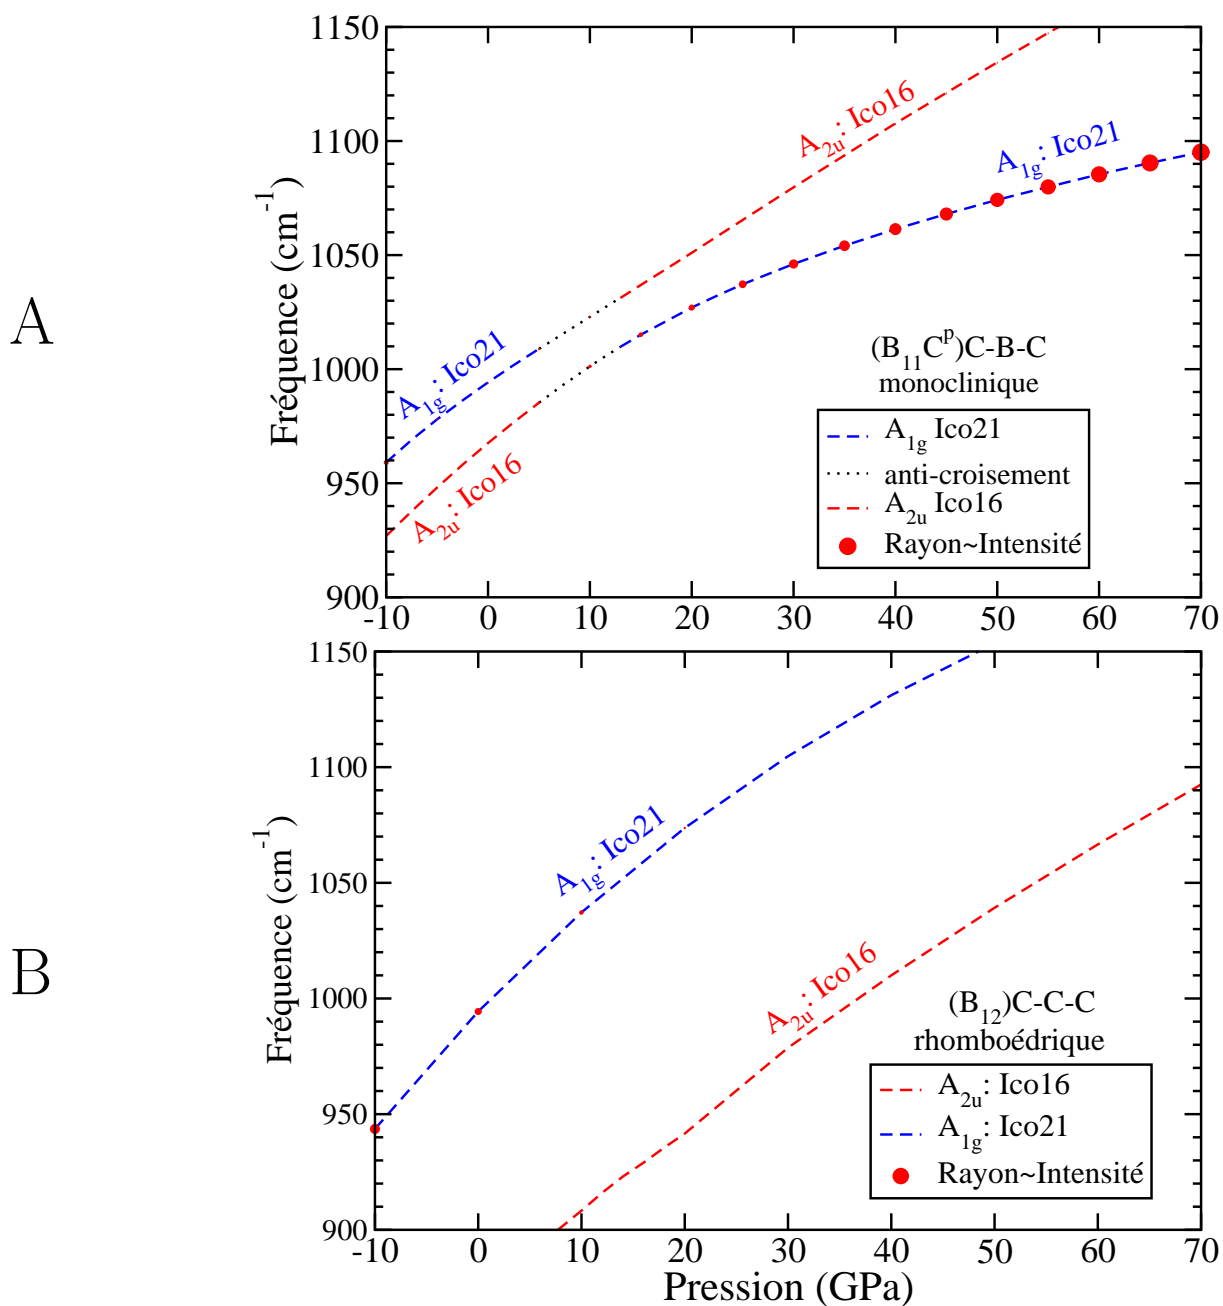 A
Fréquence (cm-1)
1150
1100
1050
1000
950
900
A2u: Ico16
A1g: Ico21
A1g: Ico21
A2u: Ico16
(B11CP)C-B-C
monoclinique
A1g Ico21
anti-croisement
A2u Ico16
Rayon~Intensité
-10 0 10 20 30 40 50 60 70
B
Fréquence (cm-1)
1150
1100
1050
1000
950
900
A1g: Ico21
A2u: Ico16
(B12)C-C-C
rhomboédrique
A2u: Ico16
A1g: Ico21
Rayon~Intensité
-10 0 10 20 30 40 50 60 70
Pression (GPa)